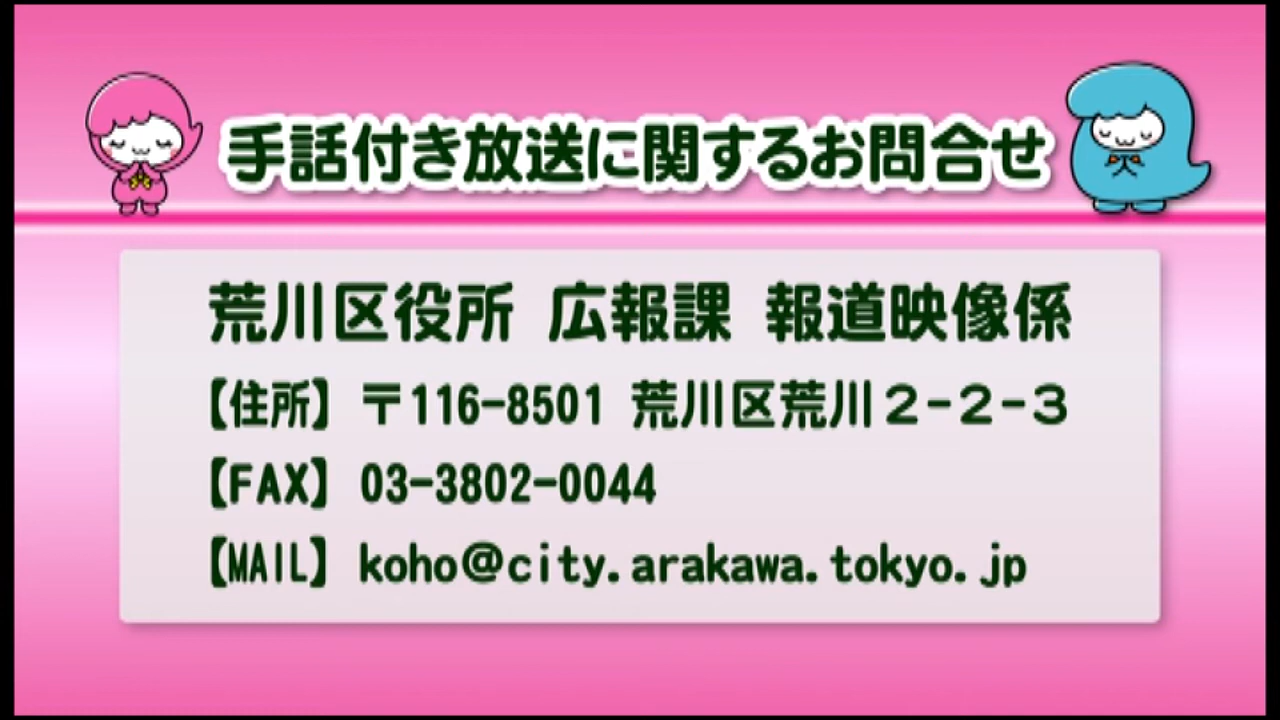 手話付き放送に関するお問合せ
荒川区役所 広報課 報道映像係
【住所】 〒116-8501 荒川区荒川２-２-３
【FAX】 03-3802-0044
【MAIL】 koho@city.arakawa.tokyo.jp